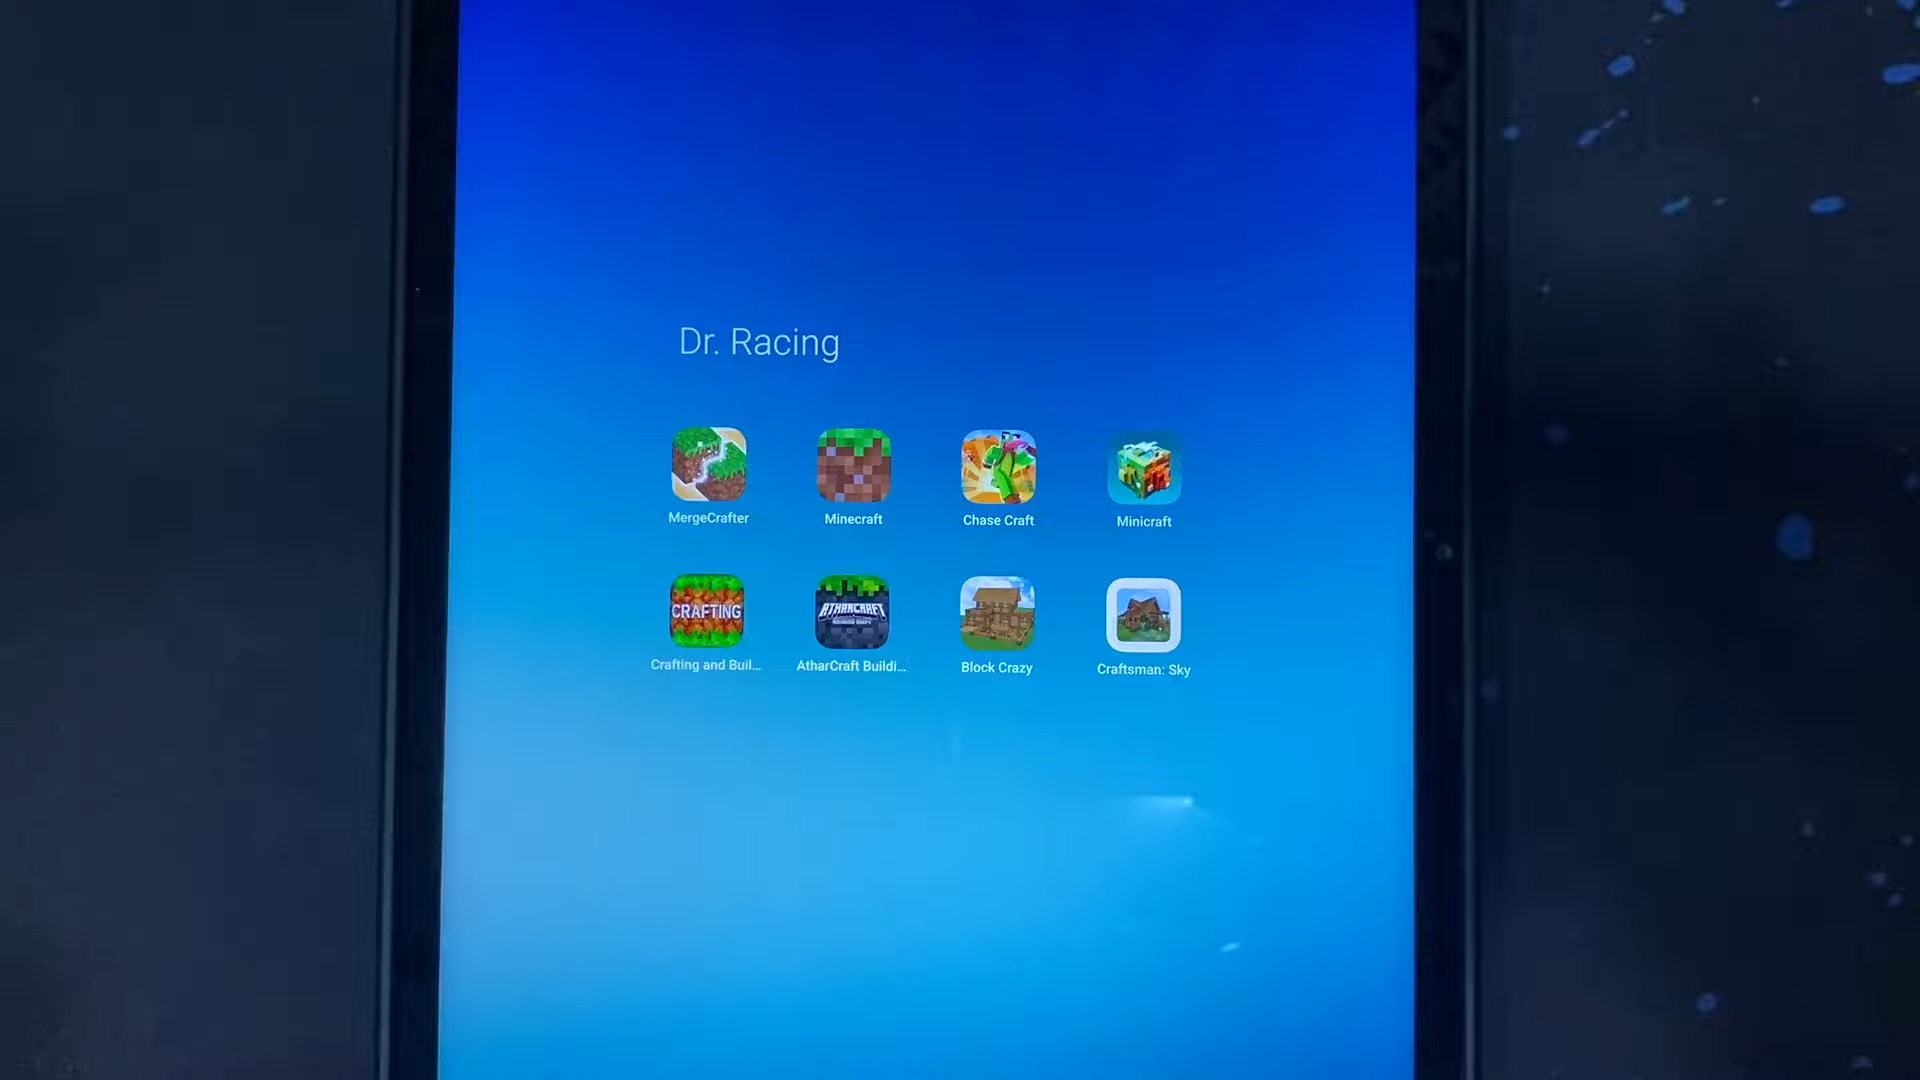 Dr. Racing
MergeCrafter
Minecraft
Chase Craft
Minicraft
CRAFTING
ATHARCRAFT
Crafting and Buil...
AtharCraft Buildi...
Block Crazy
Craftsman: Sky